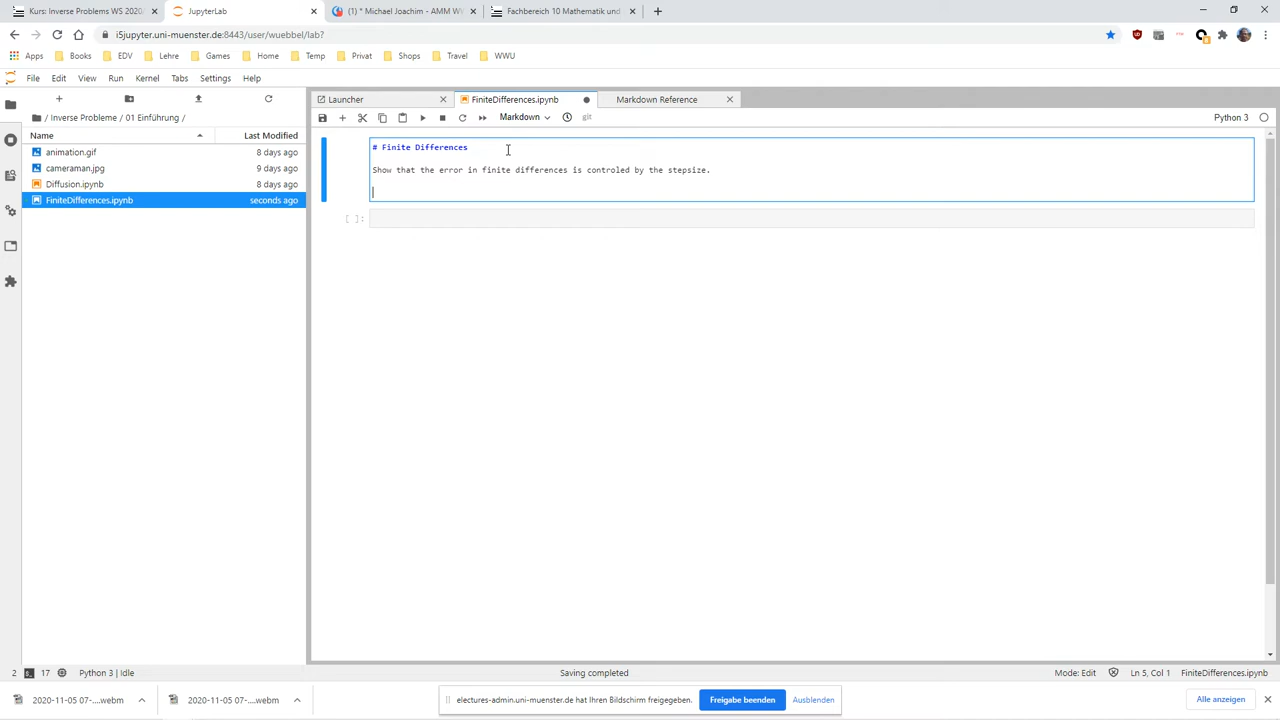 Kurs: Inverse Problems WS 2020/
JupyterLab
(1) * Michael Joachim - AMM WV
Fachbereich 10 Mathematik und
i5jupyter.uni-muenster.de:8443/user/wuebbel/lab?
Apps Books EDV Lehre Games Home Temp Privat Shops Travel WWU
File Edit View Run Kernel Tabs Settings Help
Launcher
FiniteDifferences.ipynb
Markdown Reference
Markdown
git
Python 3
/ Inverse Probleme / 01 Einführung /
Name Last Modified
animation.gif 8 days ago
cameraman.jpg 9 days ago
Diffusion.ipynb 8 days ago
FiniteDifferences.ipynb seconds ago
# Finite Differences
Show that the error in finite differences is controled by the stepsize.
[ ]:
2 17 Python 3 | Idle
Saving completed
Mode: Edit Ln 5, Col 1 FiniteDifferences.ipynb
2020-11-05 07-....webm
2020-11-05 07-....webm
electures-admin.uni-muenster.de hat Ihren Bildschirm freigegeben.
Freigabe beenden
Ausblenden
Alle anzeigen